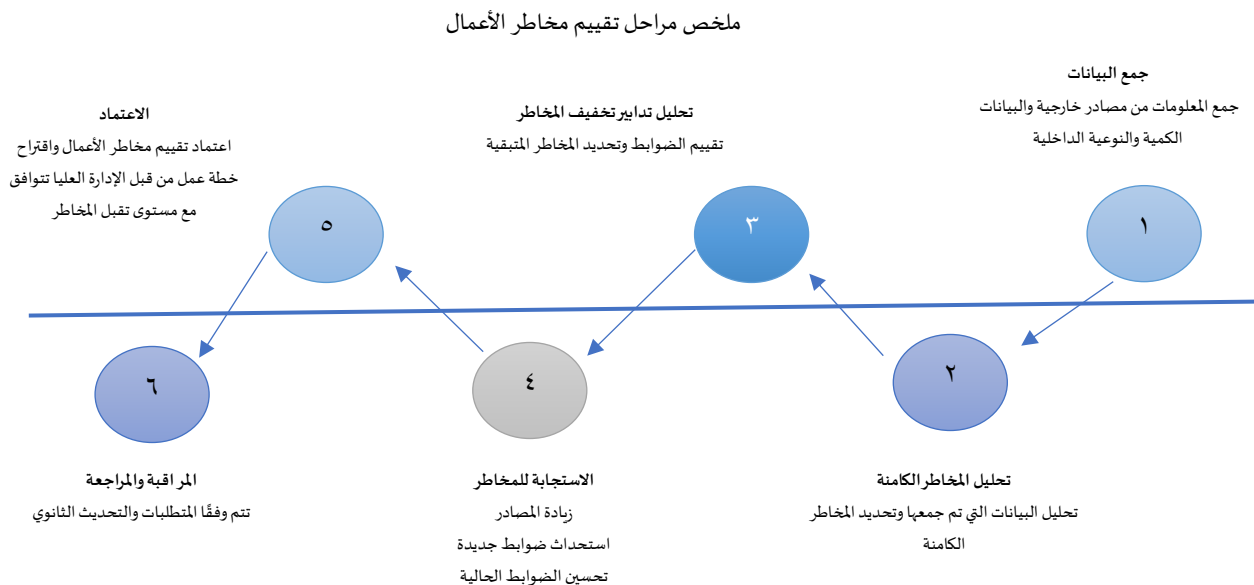 ملخص مراحل تقييم مخاطر الأعمال
جمع البيانات
جمع المعلومات من مصادر خارجية والبيانات
الكمية والنوعية الداخلية
١
٢
تحليل المخاطر الكامنة
تحليل البيانات التي تم جمعها وتحديد المخاطر
الكامنة
تحليل تدابير تخفيف المخاطر
تقييم الضوابط وتحديد المخاطر المتبقية
٣
٤
الاستجابة للمخاطر
زيادة المصادر
استحداث ضوابط جديدة
تحسين الضوابط الحالية
الاعتماد
اعتماد تقييم مخاطر الأعمال واقتراح
خطة عمل من قبل الإدارة العليا تتوافق
مع مستوى تقبل المخاطر
٥
٦
المراقبة والمراجعة
تتم وفقًا المتطلبات والتحديث الثانوي